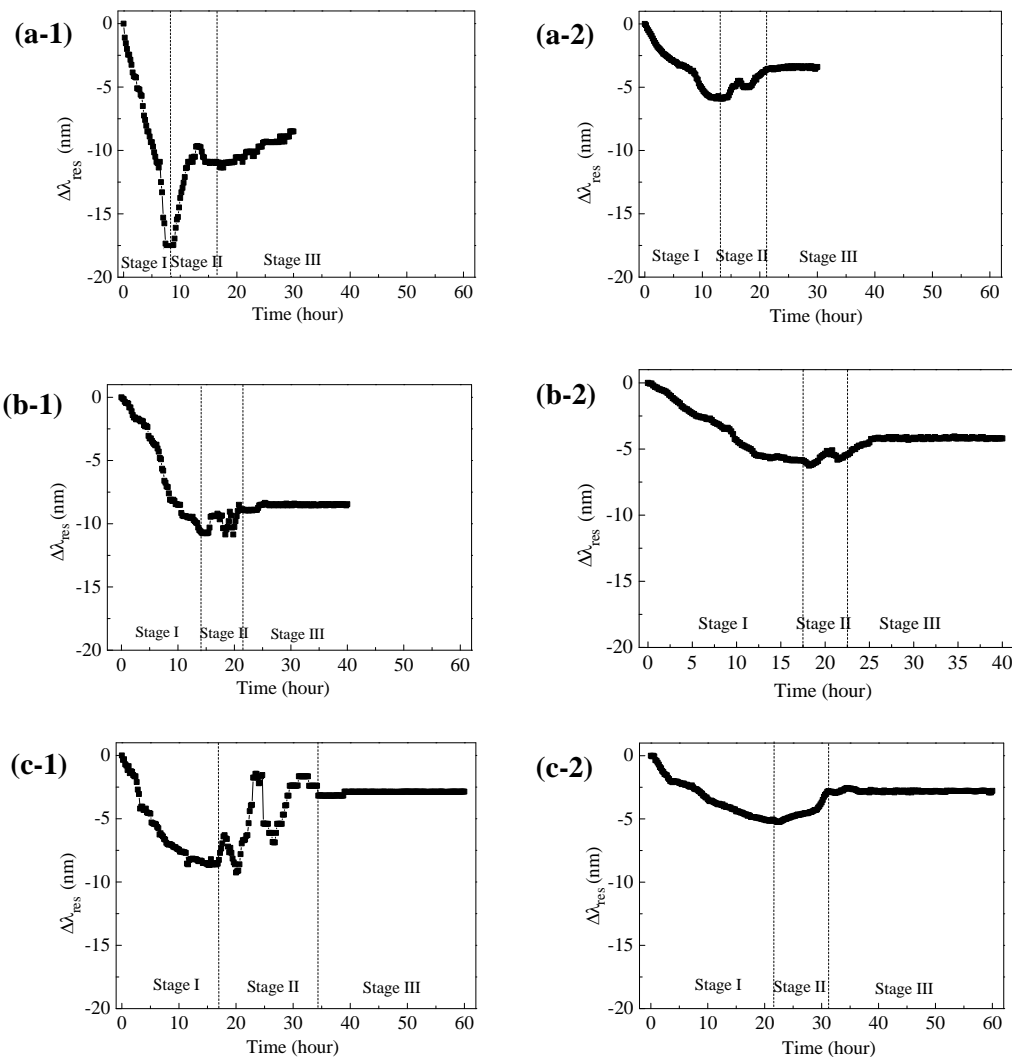 (a-1)
0
-5
-10
-15
-20
Δλres (nm)
Stage I
Stage II
Stage III
0 10 20 30 40 50 60
Time (hour)
(a-2)
0
-5
-10
-15
-20
Δλres (nm)
Stage I
Stage II
Stage III
0 10 20 30 40 50 60
Time (hour)
(b-1)
0
-5
-10
-15
-20
Δλres (nm)
Stage I
Stage II
Stage III
0 10 20 30 40 50 60
Time (hour)
(b-2)
0
-5
-10
-15
-20
Δλres (nm)
Stage I
Stage II
Stage III
0 5 10 15 20 25 30 35 40
Time (hour)
(c-1)
0
-5
-10
-15
-20
Δλres (nm)
Stage I
Stage II
Stage III
0 10 20 30 40 50 60
Time (hour)
(c-2)
0
-5
-10
-15
-20
Δλres (nm)
Stage I
Stage II
Stage III
0 10 20 30 40 50 60
Time (hour)